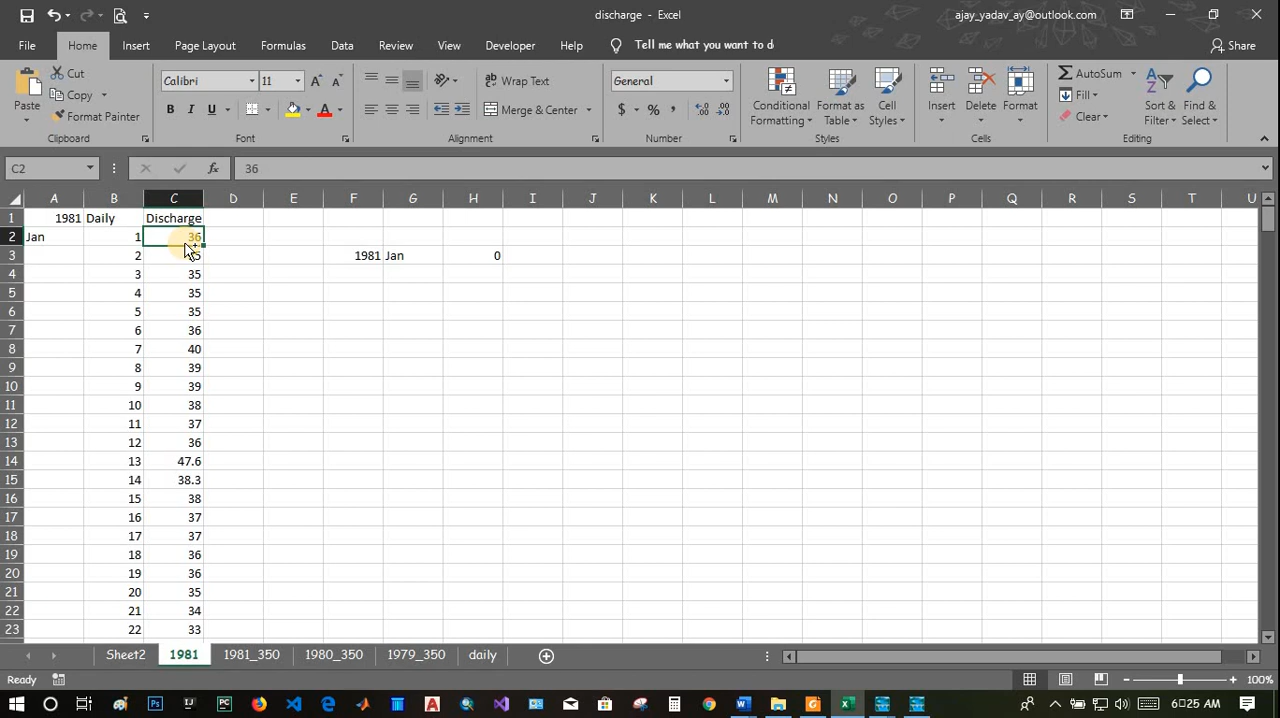 discharge - Excel
ajay_yadav_ay@outlook.com
File Home Insert Page Layout Formulas Data Review View Developer Help Tell me what you want to d Share
Paste
Cut
Copy
Format Painter
Clipboard
Calibri 11
B I U
Font
Wrap Text
Merge & Center
Alignment
General
$ % ,
Number
Conditional Formatting
Format as Table
Cell Styles
Styles
Insert
Delete
Format
Cells
AutoSum
Fill
Clear
Sort & Filter
Find & Select
Editing
C2 fx 36
A B C D E F G H I J K L M N O P Q R S T U
1 1981 Daily Discharge
2 Jan 1 36
3 2 5 1981 Jan 0
4 3 35
5 4 35
6 5 35
7 6 36
8 7 40
9 8 39
10 9 39
11 10 38
12 11 37
13 12 36
14 13 47.6
15 14 38.3
16 15 38
17 16 37
18 17 37
19 18 36
20 19 36
21 20 35
22 21 34
23 22 33
Sheet2 1981 1981_350 1980_350 1979_350 daily
Ready 100%
6:25 AM